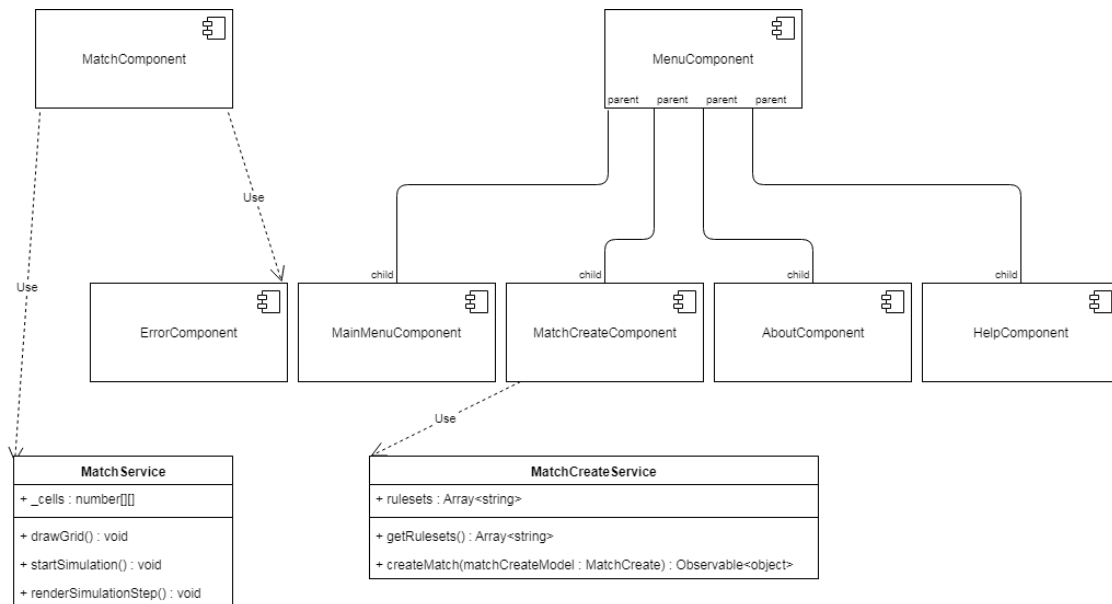 MatchComponent
MenuComponent
parent parent parent parent
Use
child child child child
Use
ErrorComponent MainMenuComponent MatchCreateComponent AboutComponent HelpComponent
Use
MatchService
+ _cells : number[][]
+ drawGrid() : void
+ startSimulation() : void
+ renderSimulationStep() : void
MatchCreateService
+ rulesets : Array<string>
+ getRulesets() : Array<string>
+ createMatch(matchCreateModel : MatchCreate) : Observable<object>